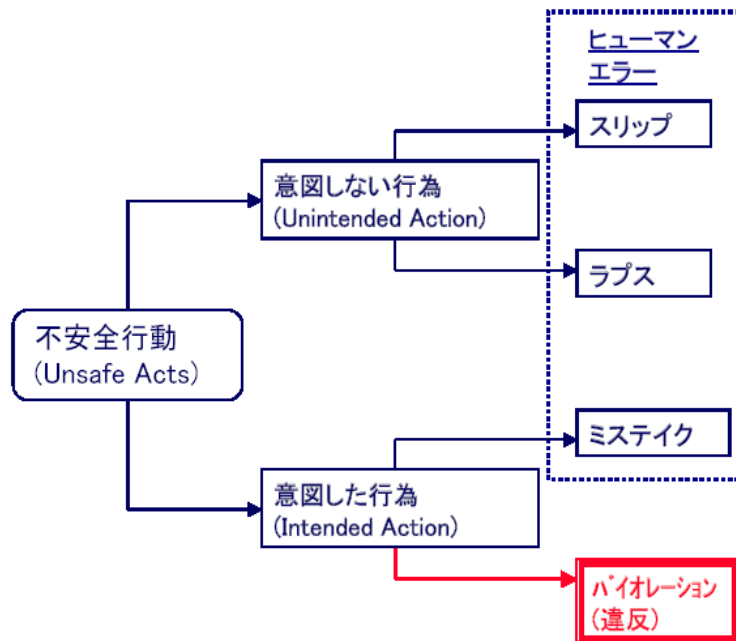 ヒューマン
エラー
スリップ
意図しない行為
(Unintended Action)
ラプス
不安全行動
(Unsafe Acts)
ミステイク
意図した行為
(Intended Action)
バイオレーション
(違反)